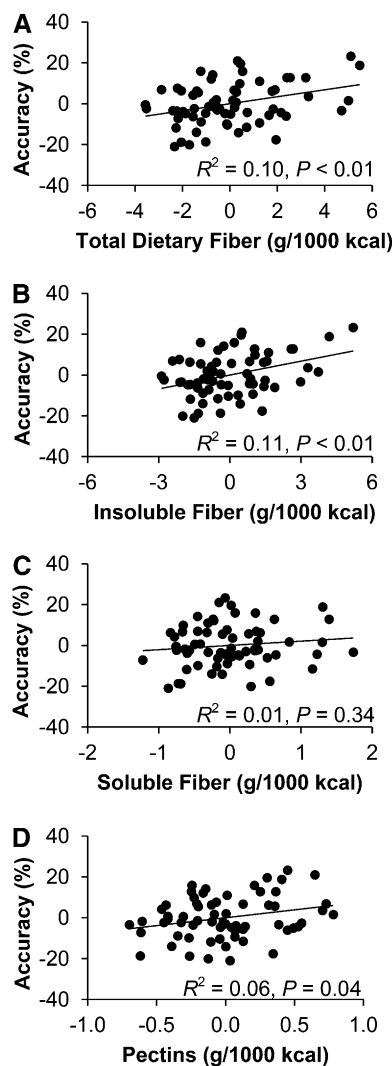 A
Accuracy (%)
40
20
0
-20
-40
R² = 0.10, P < 0.01
-6 -4 -2 0 2 4 6
Total Dietary Fiber (g/1000 kcal)
B
Accuracy (%)
40
20
0
-20
-40
R² = 0.11, P < 0.01
-6 -3 0 3 6
Insoluble Fiber (g/1000 kcal)
C
Accuracy (%)
40
20
0
-20
-40
R² = 0.01, P = 0.34
-2 -1 0 1 2
Soluble Fiber (g/1000 kcal)
D
Accuracy (%)
40
20
0
-20
-40
R² = 0.06, P = 0.04
-1.0 -0.5 0.0 0.5 1.0
Pectins (g/1000 kcal)